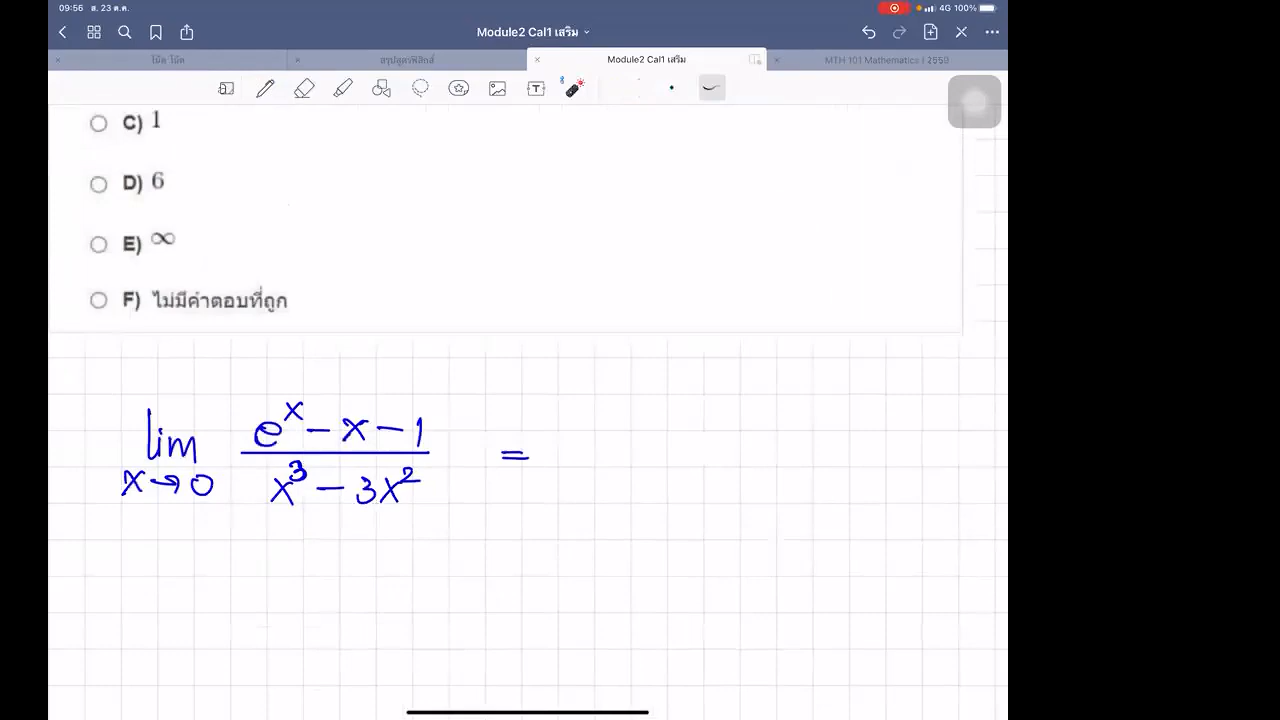 09:56 ส. 23 ต.ค.
4G 100%
Module2 Cal1 เสริม
โน้ต โน้ต
สรุปสูตรฟิสิกส์
Module2 Cal1 เสริม
MTH 101 Mathematics I 2559
C) 1
D) 6
E) ∞
F) ไม่มีคำตอบที่ถูก
lim x→0 (e^x - x - 1)/(x^3 - 3x^2) =